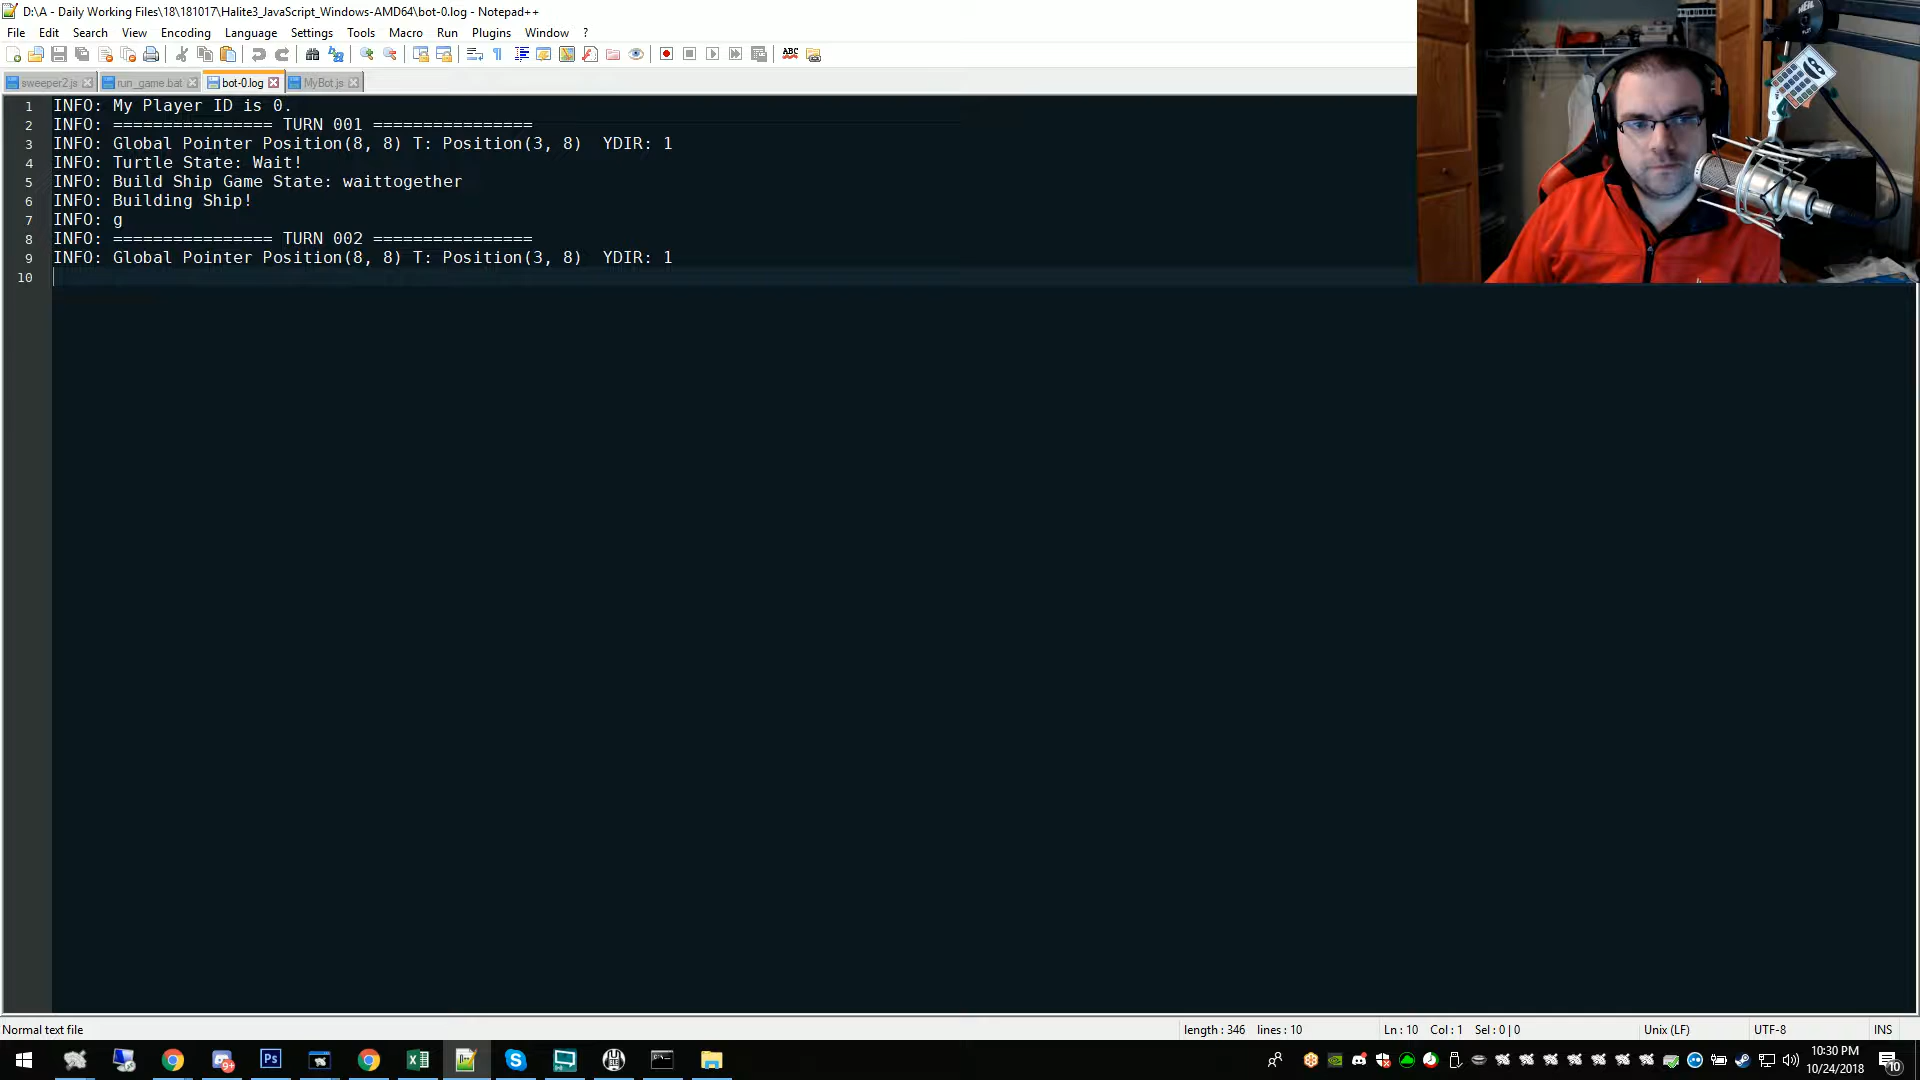 D:\A - Daily Working Files\18\181017\Halite3_JavaScript_Windows-AMD64\bot-0.log - Notepad++
File Edit Search View Encoding Language Settings Tools Macro Run Plugins Window ?
sweeper2.js run_game.bat bot-0.log MyBot.js
1 INFO: My Player ID is 0.
2 INFO: ================ TURN 001 ================
3 INFO: Global Pointer Position(8, 8) T: Position(3, 8)  YDIR: 1
4 INFO: Turtle State: Wait!
5 INFO: Build Ship Game State: waittogether
6 INFO: Building Ship!
7 INFO: g
8 INFO: ================ TURN 002 ================
9 INFO: Global Pointer Position(8, 8) T: Position(3, 8)  YDIR: 1
10
Normal text file length : 346 lines : 10 Ln : 10 Col : 1 Sel : 0 | 0 Unix (LF) UTF-8 INS
10:30 PM
10/24/2018